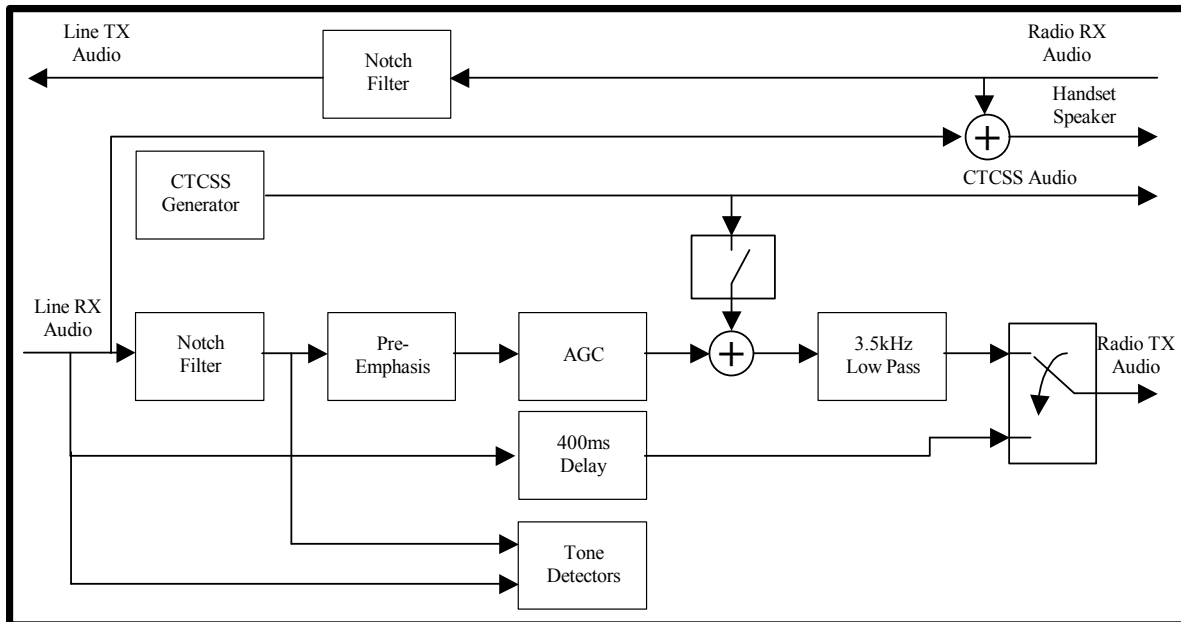 Line TX
Audio
Notch
Filter
Radio RX
Audio
Handset
Speaker
CTCSS
Generator
CTCSS Audio
Line RX
Audio
Notch
Filter
Pre-
Emphasis
AGC
3.5kHz
Low Pass
Radio TX
Audio
400ms
Delay
Tone
Detectors